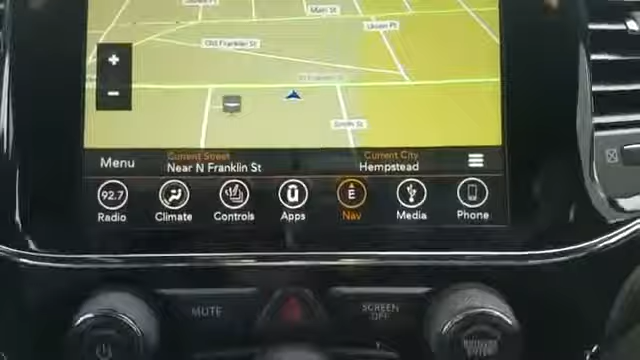 Main St
Union Pl
Old Franklin St
N Franklin St
Smith St
+
-
Menu
Current Street
Near N Franklin St
Current City
Hempstead
92.7
E
Radio
Climate
Controls
Apps
Nav
Media
Phone
MUTE
SCREEN
OFF